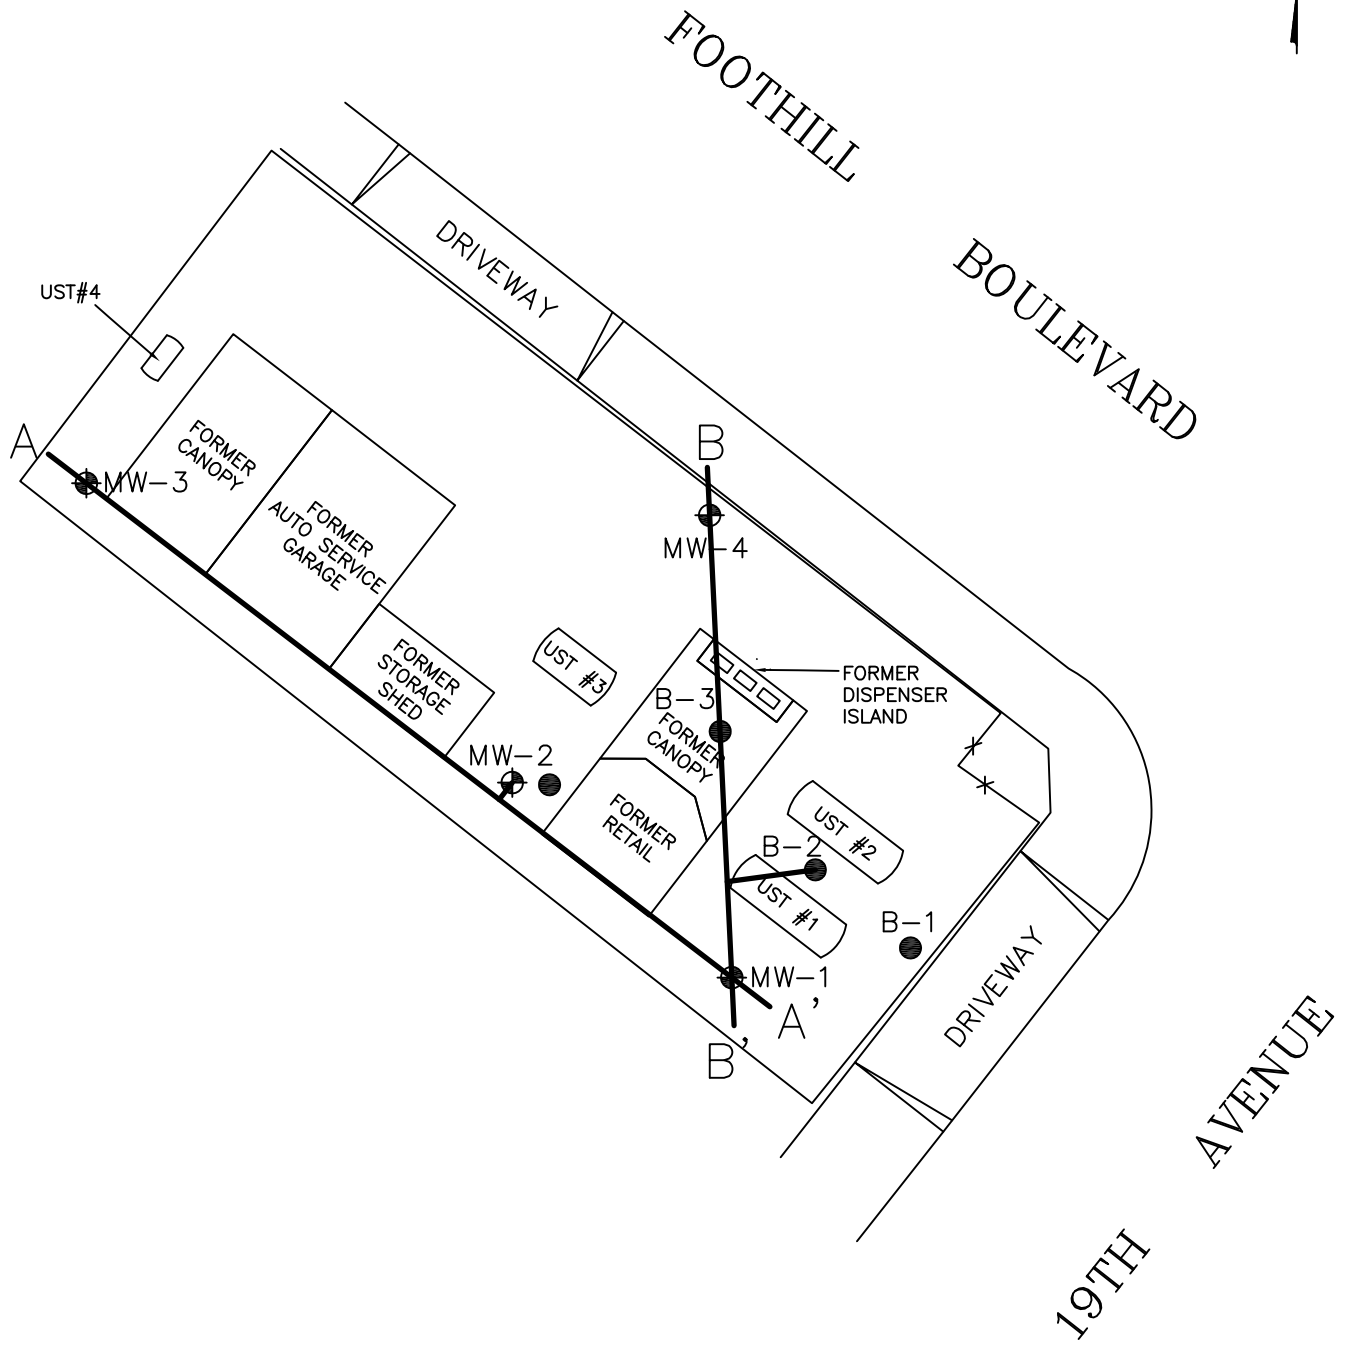 FOOTHILL
BOULEVARD
DRIVEWAY
UST#4
A
MW-3
FORMER
CANOPY
FORMER
AUTO SERVICE
GARAGE
B
MW-4
FORMER
STORAGE
SHED
UST #3
B-3
FORMER
CANOPY
FORMER
DISPENSER
ISLAND
MW-2
FORMER
RETAIL
UST #2
B-2
UST #1
B-1
MW-1
A'
B'
DRIVEWAY
19TH
AVENUE